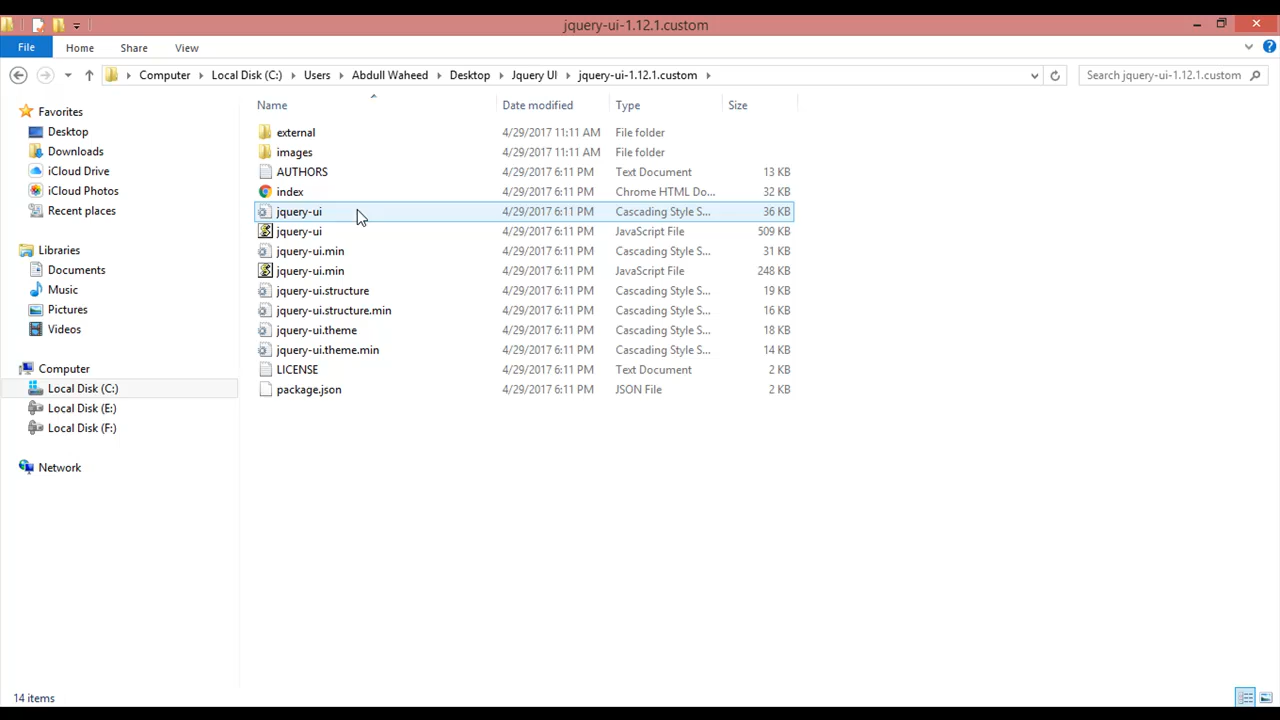 jquery-ui-1.12.1.custom
File Home Share View
Computer Local Disk (C:) Users Abdull Waheed Desktop Jquery UI jquery-ui-1.12.1.custom Search jquery-ui-1.12.1.custom
Name Date modified Type Size
Favorites
Desktop
Downloads
iCloud Drive
iCloud Photos
Recent places
Libraries
Documents
Music
Pictures
Videos
Computer
Local Disk (C:)
Local Disk (E:)
Local Disk (F:)
Network
external 4/29/2017 11:11 AM File folder
images 4/29/2017 11:11 AM File folder
AUTHORS 4/29/2017 6:11 PM Text Document 13 KB
index 4/29/2017 6:11 PM Chrome HTML Do... 32 KB
jquery-ui 4/29/2017 6:11 PM Cascading Style S... 36 KB
jquery-ui 4/29/2017 6:11 PM JavaScript File 509 KB
jquery-ui.min 4/29/2017 6:11 PM Cascading Style S... 31 KB
jquery-ui.min 4/29/2017 6:11 PM JavaScript File 248 KB
jquery-ui.structure 4/29/2017 6:11 PM Cascading Style S... 19 KB
jquery-ui.structure.min 4/29/2017 6:11 PM Cascading Style S... 16 KB
jquery-ui.theme 4/29/2017 6:11 PM Cascading Style S... 18 KB
jquery-ui.theme.min 4/29/2017 6:11 PM Cascading Style S... 14 KB
LICENSE 4/29/2017 6:11 PM Text Document 2 KB
package.json 4/29/2017 6:11 PM JSON File 2 KB
14 items